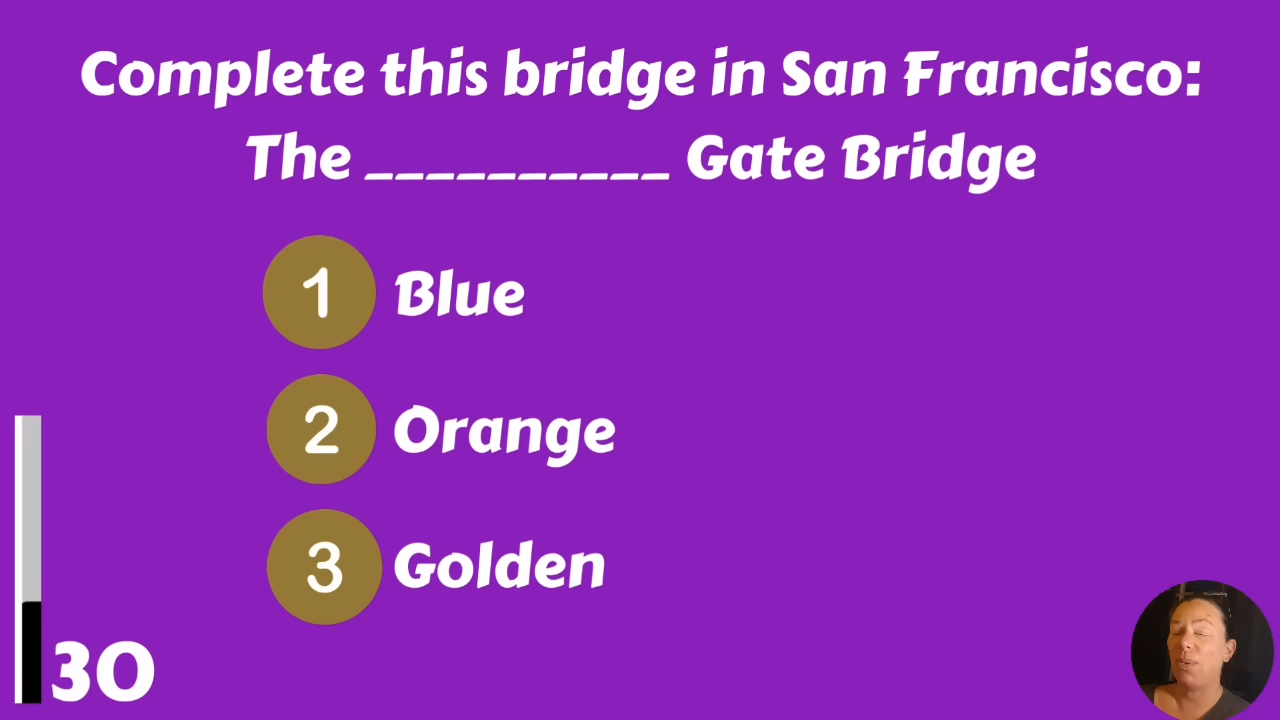 Complete this bridge in San Francisco:
The __________ Gate Bridge
1 Blue
2 Orange
3 Golden
30